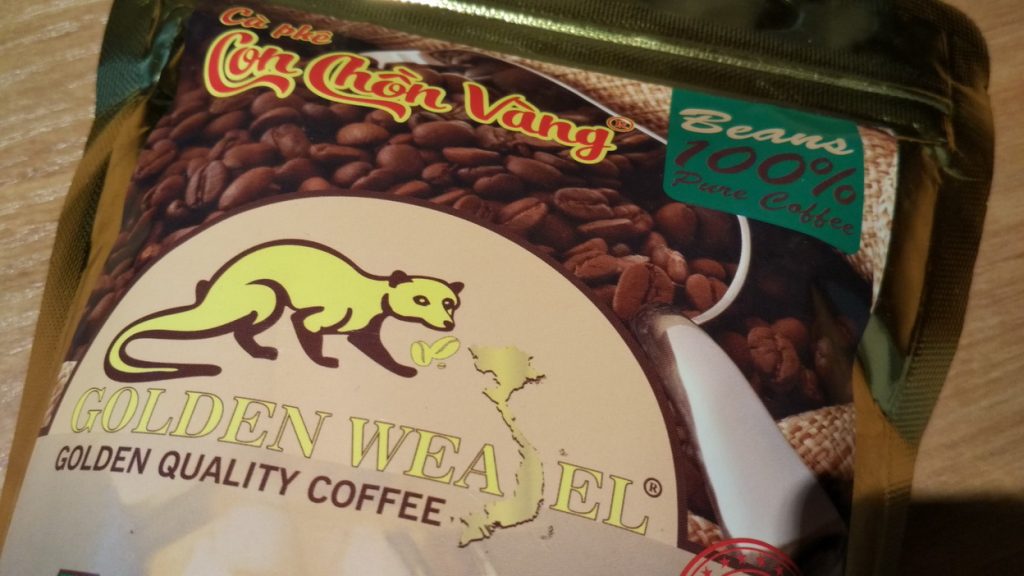 Cà phê
Con Chồn Vàng®
Beans
100%
Pure Coffee
GOLDEN WEASEL®
GOLDEN QUALITY COFFEE